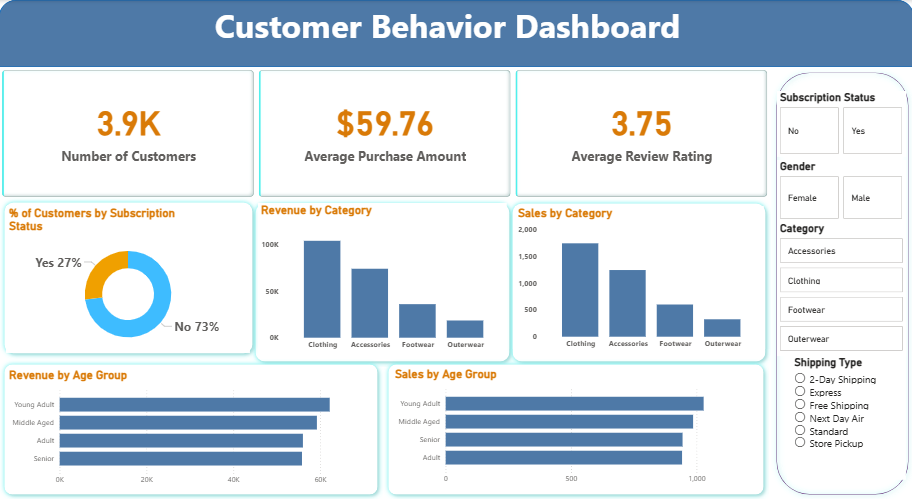 Customer Behavior Dashboard
3.9K
Number of Customers
$59.76
Average Purchase Amount
3.75
Average Review Rating
Subscription Status
No
Yes
Gender
Female
Male
Category
Accessories
Clothing
Footwear
Outerwear
Shipping Type
2-Day Shipping
Express
Free Shipping
Next Day Air
Standard
Store Pickup
% of Customers by Subscription
Status
Yes 27%
No 73%
Revenue by Category
100K
50K
0K
Clothing
Accessories
Footwear
Outerwear
Sales by Category
2,000
1,500
1,000
500
0
Clothing
Accessories
Footwear
Outerwear
Revenue by Age Group
Young Adult
Middle Aged
Adult
Senior
0K
20K
40K
60K
Sales by Age Group
Young Adult
Middle Aged
Senior
Adult
0
500
1,000